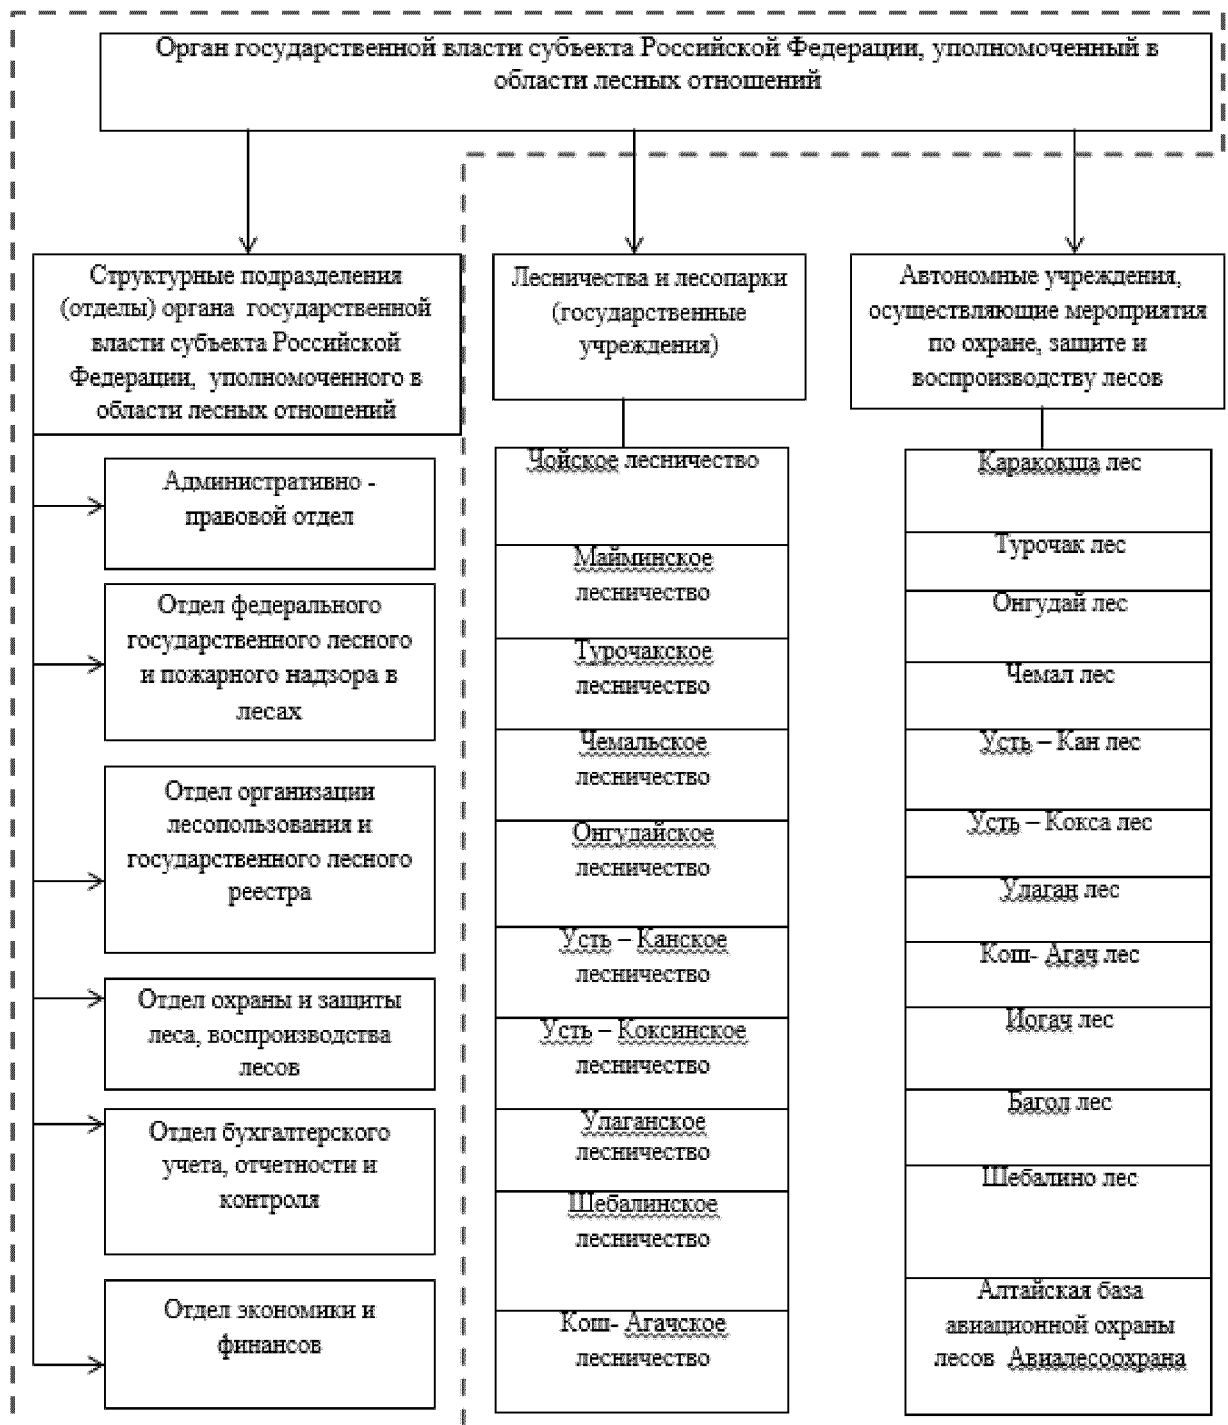 Орган государственной власти субъекта Российской Федерации, уполномоченный в
области лесных отношений
Структурные подразделения
(отделы) органа государственной
власти субъекта Российской
Федерации, уполномоченного в
области лесных отношений
Административно -
правовой отдел
Отдел федерального
государственного лесного
и пожарного надзора в
лесах
Отдел организации
лесопользования и
государственного лесного
реестра
Отдел охраны и защиты
леса, воспроизводства
лесов
Отдел бухгалтерского
учета, отчетности и
контроля
Отдел экономики и
финансов
Лесничества и лесопарки
(государственные
учреждения)
Чойское лесничество
Майминское
лесничество
Турочакское
лесничество
Чемальское
лесничество
Онгудайское
лесничество
Усть – Канское
лесничество
Усть – Коксинское
лесничество
Улаганское
лесничество
Шебалинское
лесничество
Кош- Агачское
лесничество
Автономные учреждения,
осуществляющие мероприятия
по охране, защите и
воспроизводству лесов
Каракокша лес
Турочак лес
Онгудай лес
Чемал лес
Усть – Кан лес
Усть – Кокса лес
Улаган лес
Кош- Агач лес
Иогач лес
Багол лес
Шебалино лес
Алтайская база
авиационной охраны
лесов Авиалесоохрана